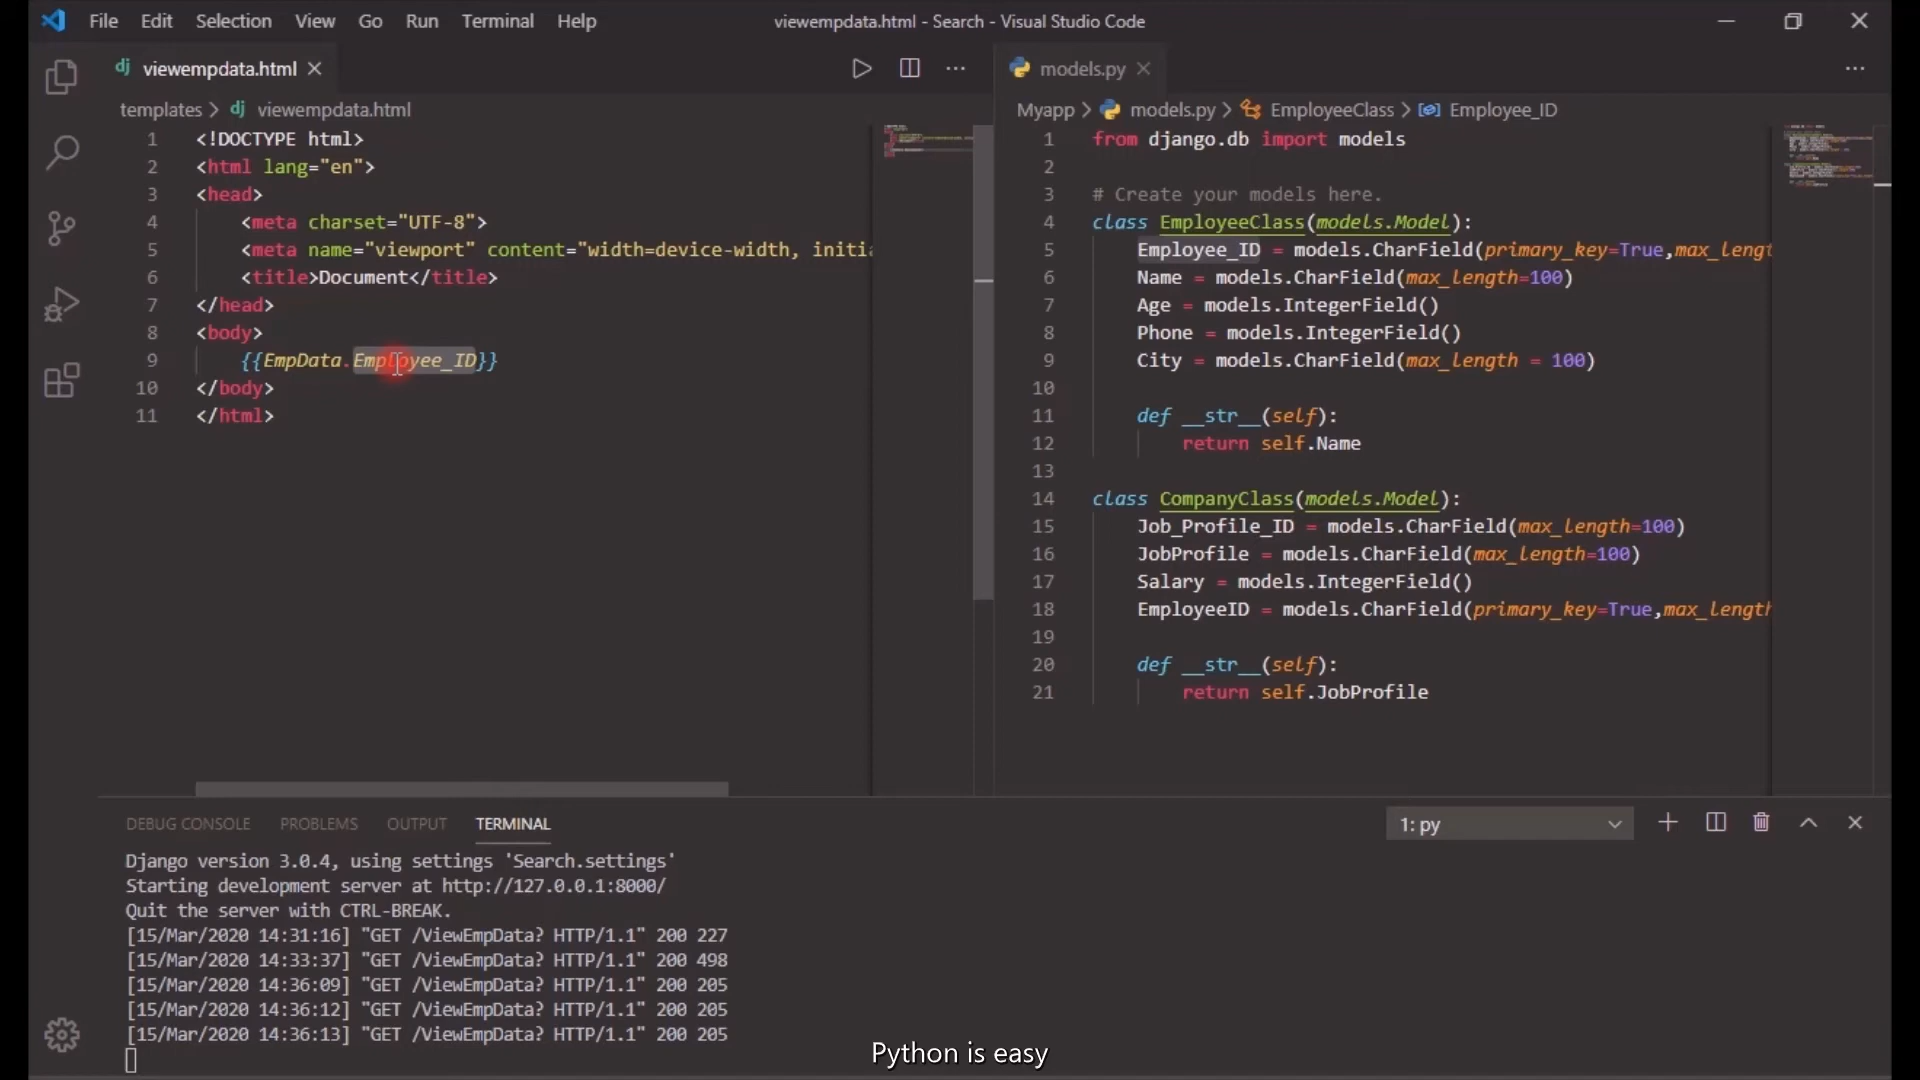 File Edit Selection View Go Run Terminal Help viewempdata.html - Search - Visual Studio Code
viewempdata.html
templates > viewempdata.html
1 <!DOCTYPE html>
2 <html lang="en">
3 <head>
4 <meta charset="UTF-8">
5 <meta name="viewport" content="width=device-width, initia
6 <title>Document</title>
7 </head>
8 <body>
9 {{EmpData.Employee_ID}}
10 </body>
11 </html>
models.py
Myapp > models.py > EmployeeClass > Employee_ID
1 from django.db import models
2
3 # Create your models here.
4 class EmployeeClass(models.Model):
5 Employee_ID = models.CharField(primary_key=True,max_lengt
6 Name = models.CharField(max_length=100)
7 Age = models.IntegerField()
8 Phone = models.IntegerField()
9 City = models.CharField(max_length = 100)
10
11 def __str__(self):
12 return self.Name
13
14 class CompanyClass(models.Model):
15 Job_Profile_ID = models.CharField(max_length=100)
16 JobProfile = models.CharField(max_length=100)
17 Salary = models.IntegerField()
18 EmployeeID = models.CharField(primary_key=True,max_length
19
20 def __str__(self):
21 return self.JobProfile
DEBUG CONSOLE PROBLEMS OUTPUT TERMINAL 1: py
Django version 3.0.4, using settings 'Search.settings'
Starting development server at http://127.0.0.1:8000/
Quit the server with CTRL-BREAK.
[15/Mar/2020 14:31:16] "GET /ViewEmpData? HTTP/1.1" 200 227
[15/Mar/2020 14:33:37] "GET /ViewEmpData? HTTP/1.1" 200 498
[15/Mar/2020 14:36:09] "GET /ViewEmpData? HTTP/1.1" 200 205
[15/Mar/2020 14:36:12] "GET /ViewEmpData? HTTP/1.1" 200 205
[15/Mar/2020 14:36:13] "GET /ViewEmpData? HTTP/1.1" 200 205
Python is easy